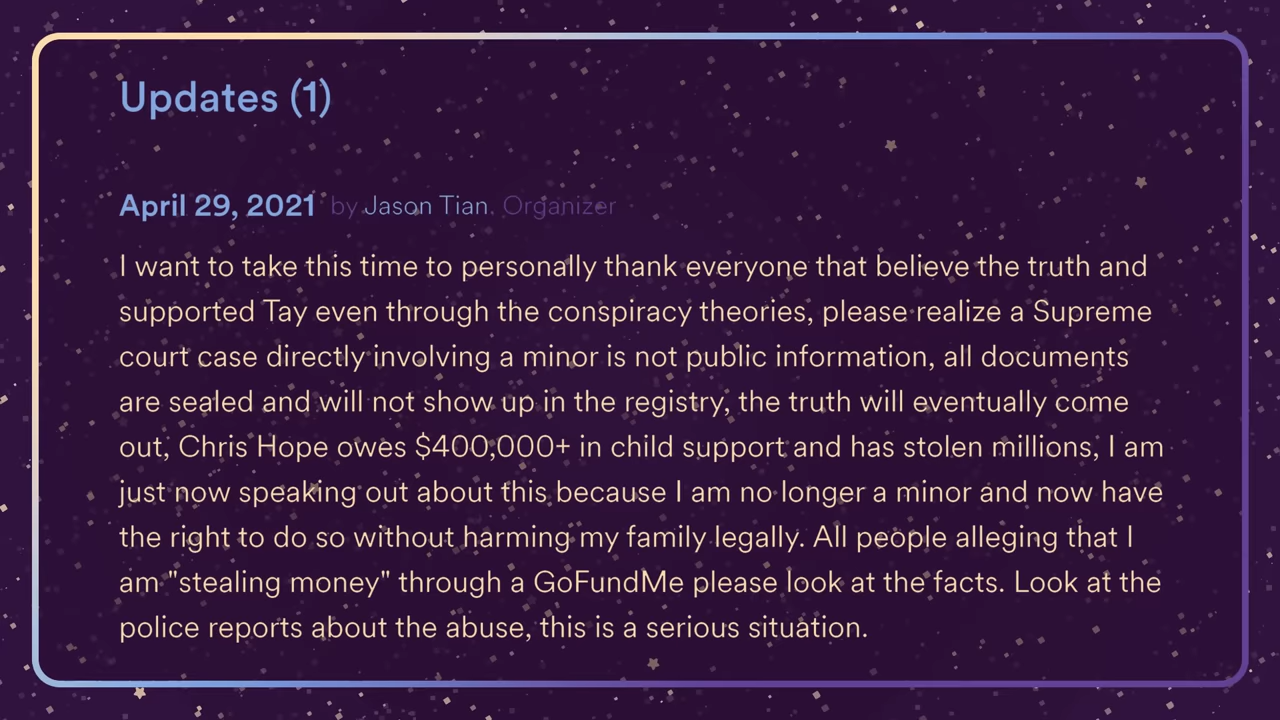 Updates (1)
April 29, 2021 by Jason Tian, Organizer
I want to take this time to personally thank everyone that believe the truth and
supported Tay even through the conspiracy theories, please realize a Supreme
court case directly involving a minor is not public information, all documents
are sealed and will not show up in the registry, the truth will eventually come
out, Chris Hope owes $400,000+ in child support and has stolen millions, I am
just now speaking out about this because I am no longer a minor and now have
the right to do so without harming my family legally. All people alleging that I
am "stealing money" through a GoFundMe please look at the facts. Look at the
police reports about the abuse, this is a serious situation.